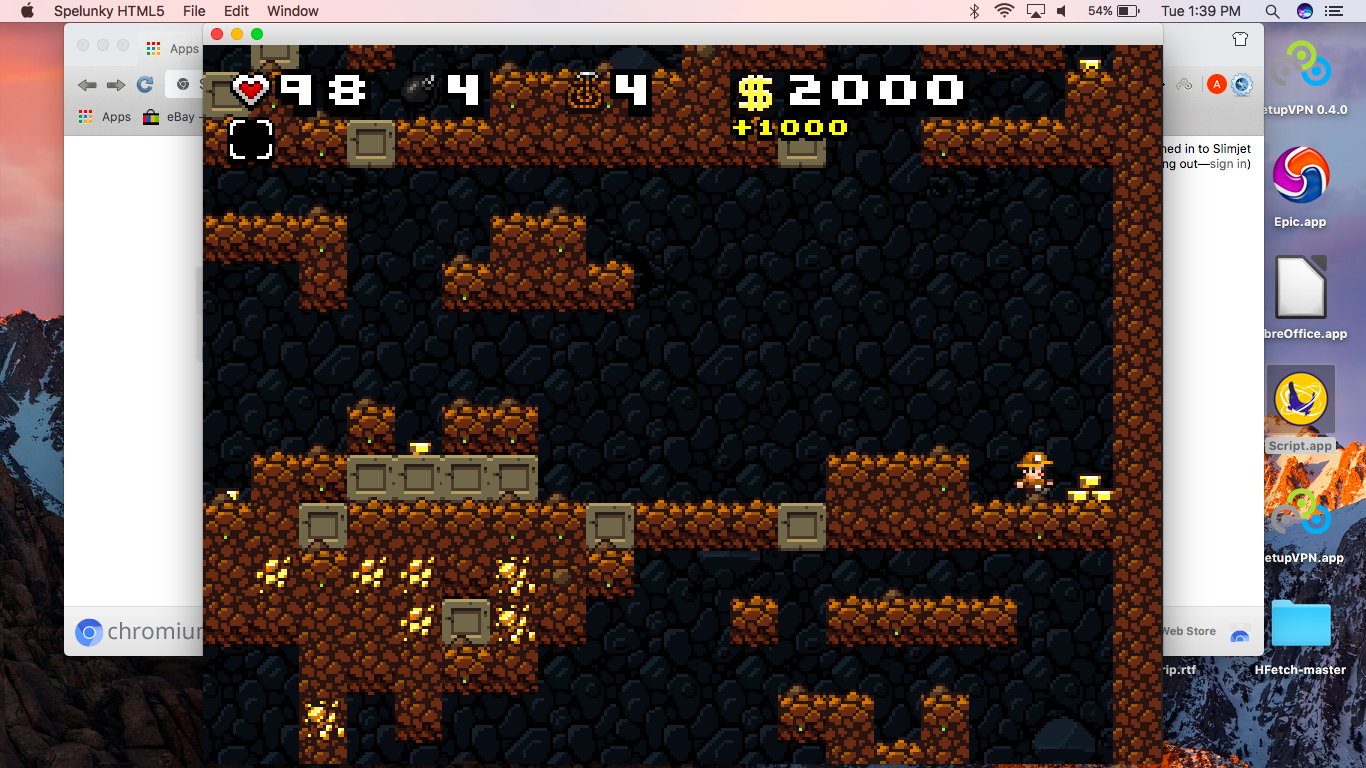 Spelunky HTML5 File Edit Window 54% Tue 1:39 PM
Apps
98 4 4 $2000
+1000
A
etupVPN 0.4.0
Apps eBay
ned in to Slimjet
ng out—sign in)
Epic.app
breOffice.app
Script.app
etupVPN.app
chromium
Web Store
rip.rtf
HFetch-master